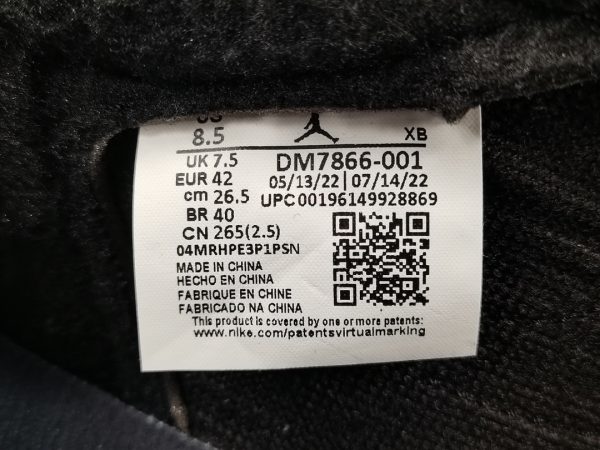 US
8.5
XB
UK 7.5
DM7866-001
EUR 42
05/13/22 | 07/14/22
cm 26.5
UPC00196149928869
BR 40
CN 265(2.5)
04MRHPE3P1PSN
MADE IN CHINA
HECHO EN CHINA
FABRIQUE EN CHINE
FABRICADO NA CHINA
This product is covered by one or more patents:
www.nike.com/patentsvirtualmarking